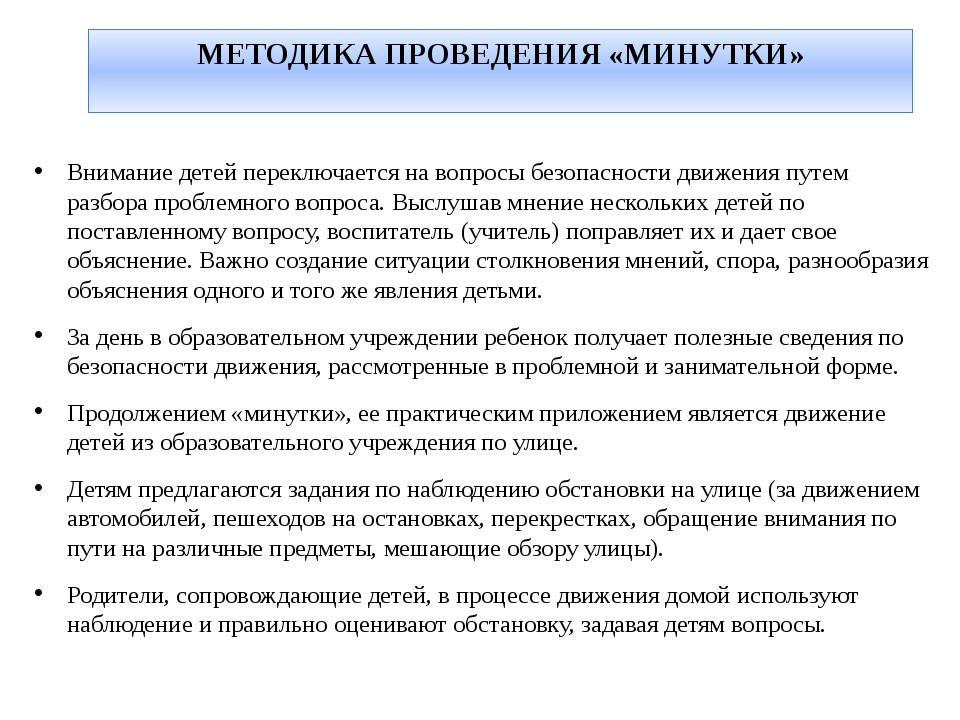 МЕТОДИКА ПРОВЕДЕНИЯ «МИНУТКИ»
• Внимание детей переключается на вопросы безопасности движения путем
разбора проблемного вопроса. Выслушав мнение нескольких детей по
поставленному вопросу, воспитатель (учитель) поправляет их и дает свое
объяснение. Важно создание ситуации столкновения мнений, спора, разнообразия
объяснения одного и того же явления детьми.
• За день в образовательном учреждении ребенок получает полезные сведения по
безопасности движения, рассмотренные в проблемной и занимательной форме.
• Продолжением «минутки», ее практическим приложением является движение
детей из образовательного учреждения по улице.
• Детям предлагаются задания по наблюдению обстановки на улице (за движением
автомобилей, пешеходов на остановках, перекрестках, обращение внимания по
пути на различные предметы, мешающие обзору улицы).
• Родители, сопровождающие детей, в процессе движения домой используют
наблюдение и правильно оценивают обстановку, задавая детям вопросы.